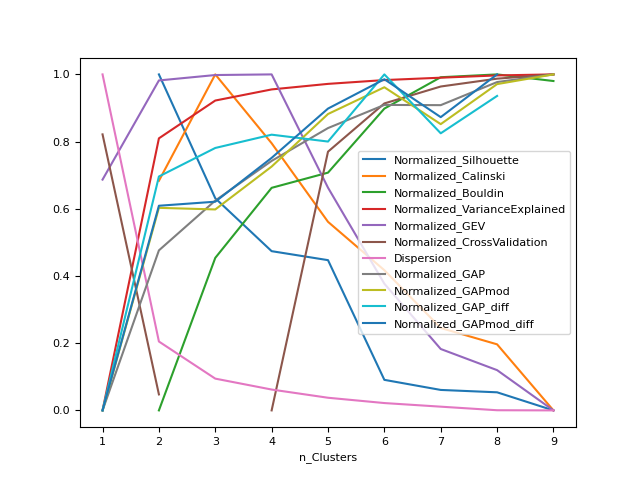 1.0
0.8
0.6
0.4
0.2
0.0
Normalized_Silhouette
Normalized_Calinski
Normalized_Bouldin
Normalized_VarianceExplained
Normalized_GEV
Normalized_CrossValidation
Dispersion
Normalized_GAP
Normalized_GAPmod
Normalized_GAP_diff
Normalized_GAPmod_diff
1 2 3 4 5 6 7 8 9
n_Clusters